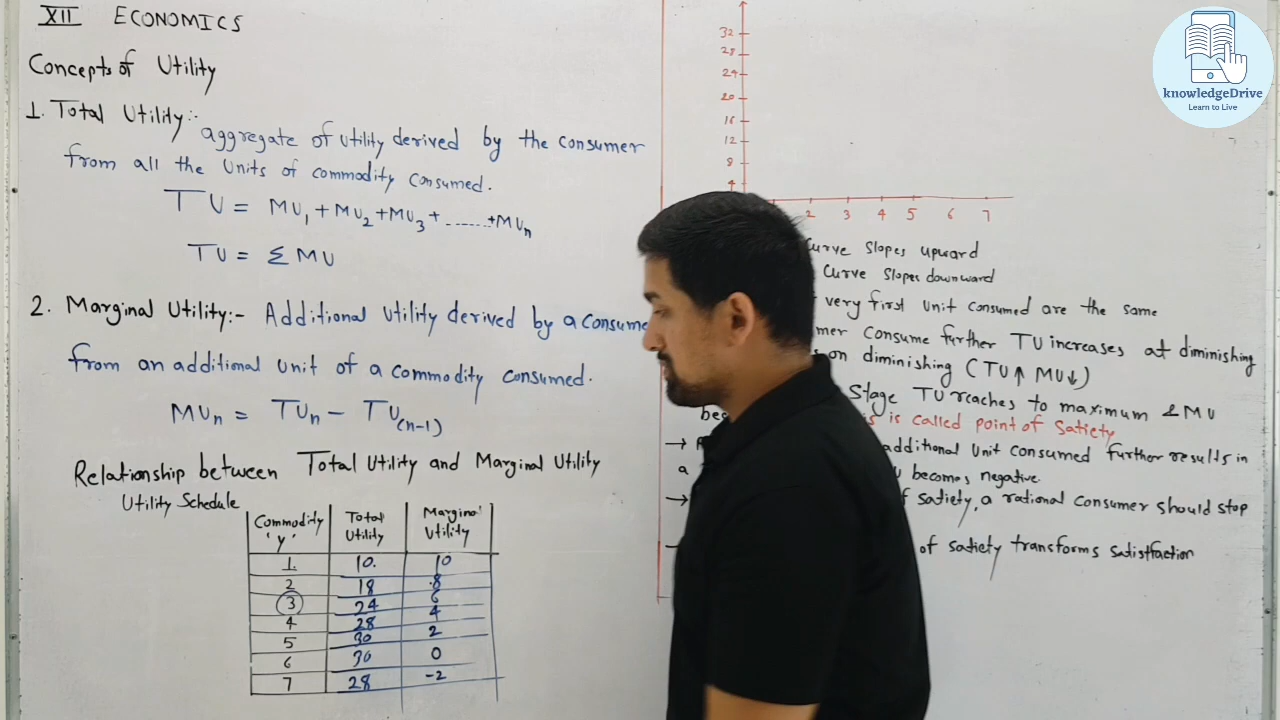 XII ECONOMICS
Concepts of Utility
1. Total Utility:-
aggregate of utility derived by the consumer
from all the units of commodity consumed.
TU = MU1 + MU2 + MU3 + ....... + MUn
TU = Σ MU
2. Marginal Utility:- Additional utility derived by a consume
from an additional unit of a commodity consumed.
MUn = TUn - TU(n-1)
Relationship between Total Utility and Marginal Utility
Utility Schedule
Commodity 'y' Total Utility Marginal Utility
1. 10. 10
2 18 8
3 24 6
4 28 4
5 30 2
6 30 0
7 28 -2
32
28
24
20
16
12
8
4
2 3 4 5 6 7
Curve slopes upward
Curve slopes downward
very first unit consumed are the same
mer consume further TU increases at diminishing
on diminishing (TU↑ MU↓)
Stage TU reaches to maximum & MU
bec
is called point of Satiety
→
additional unit consumed further results in
a
becomes negative.
→
satiety, a rational consumer should stop
of satiety transforms satisfaction
knowledgeDrive
Learn to Live